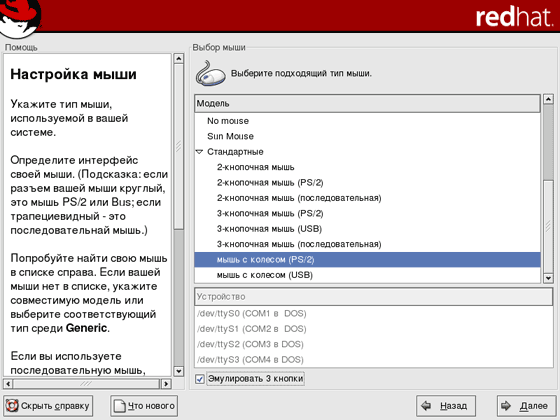 redhat.
Помощь
Настройка мыши
Укажите тип мыши,
используемой в вашей
системе.
Определите интерфейс
своей мыши. (Подсказка: если
разъем вашей мыши круглый,
это мышь PS/2 или Bus; если
трапециевидный - это
последовательнай мышь.)
Попробуйте найти свою мышь
в списке справа. Если вашей
мыши нет в списке, укажите
совместимую модель или
выберите соответствующий
тип среди Generic.
Если вы используете
последовательную мышь,
Выбор мыши
Выберите подходящий тип мыши.
Модель
No mouse
Sun Mouse
Стандартные
2-кнопочная мышь
2-кнопочная мышь (PS/2)
2-кнопочная мышь (последовательная)
3-кнопочная мышь (PS/2)
3-кнопочная мышь (USB)
3-кнопочная мышь (последовательная)
мышь с колесом (PS/2)
мышь с колесом (USB)
Устройство
/dev/ttyS0 (COM1 в DOS)
/dev/ttyS1 (COM2 в DOS)
/dev/ttyS2 (COM3 в DOS)
/dev/ttyS3 (COM4 в DOS)
Эмулировать 3 кнопки
Скрыть справку
Что нового
Назад
Далее